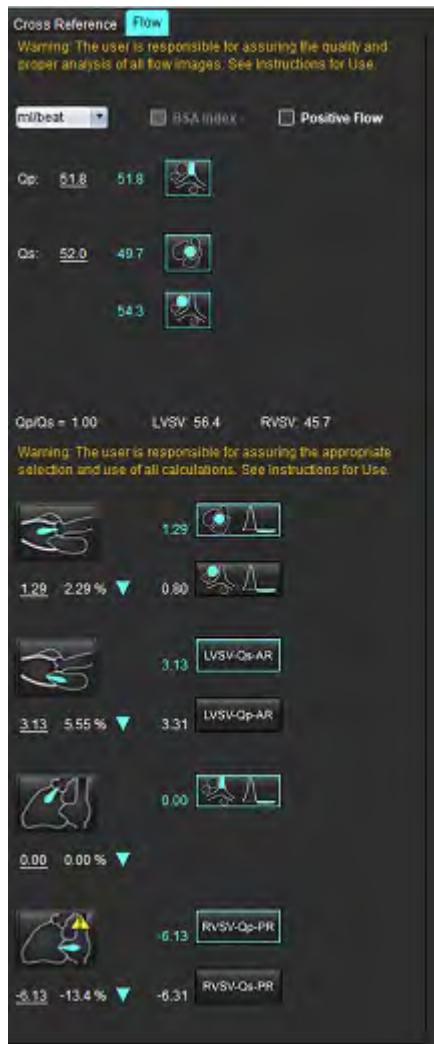 Cross Reference Flow
Warning: The user is responsible for assuring the quality and
proper analysis of all flow images. See Instructions for Use.
ml/beat BSA Index Positive Flow
Qp: 51.8 51.8
Qs: 52.0 49.7
54.3
Qp/Qs = 1.00 LVSV: 56.4 RVSV: 45.7
Warning: The user is responsible for assuring the appropriate
selection and use of all calculations. See Instructions for Use.
1.29
1.29 2.29 % 0.80
3.13 LVSV-Qs-AR
3.13 5.55 % 3.31 LVSV-Qp-AR
0.00
0.00 0.00 %
-6.13 RVSV-Qp-PR
-6.13 -13.4 % -6.31 RVSV-Qs-PR